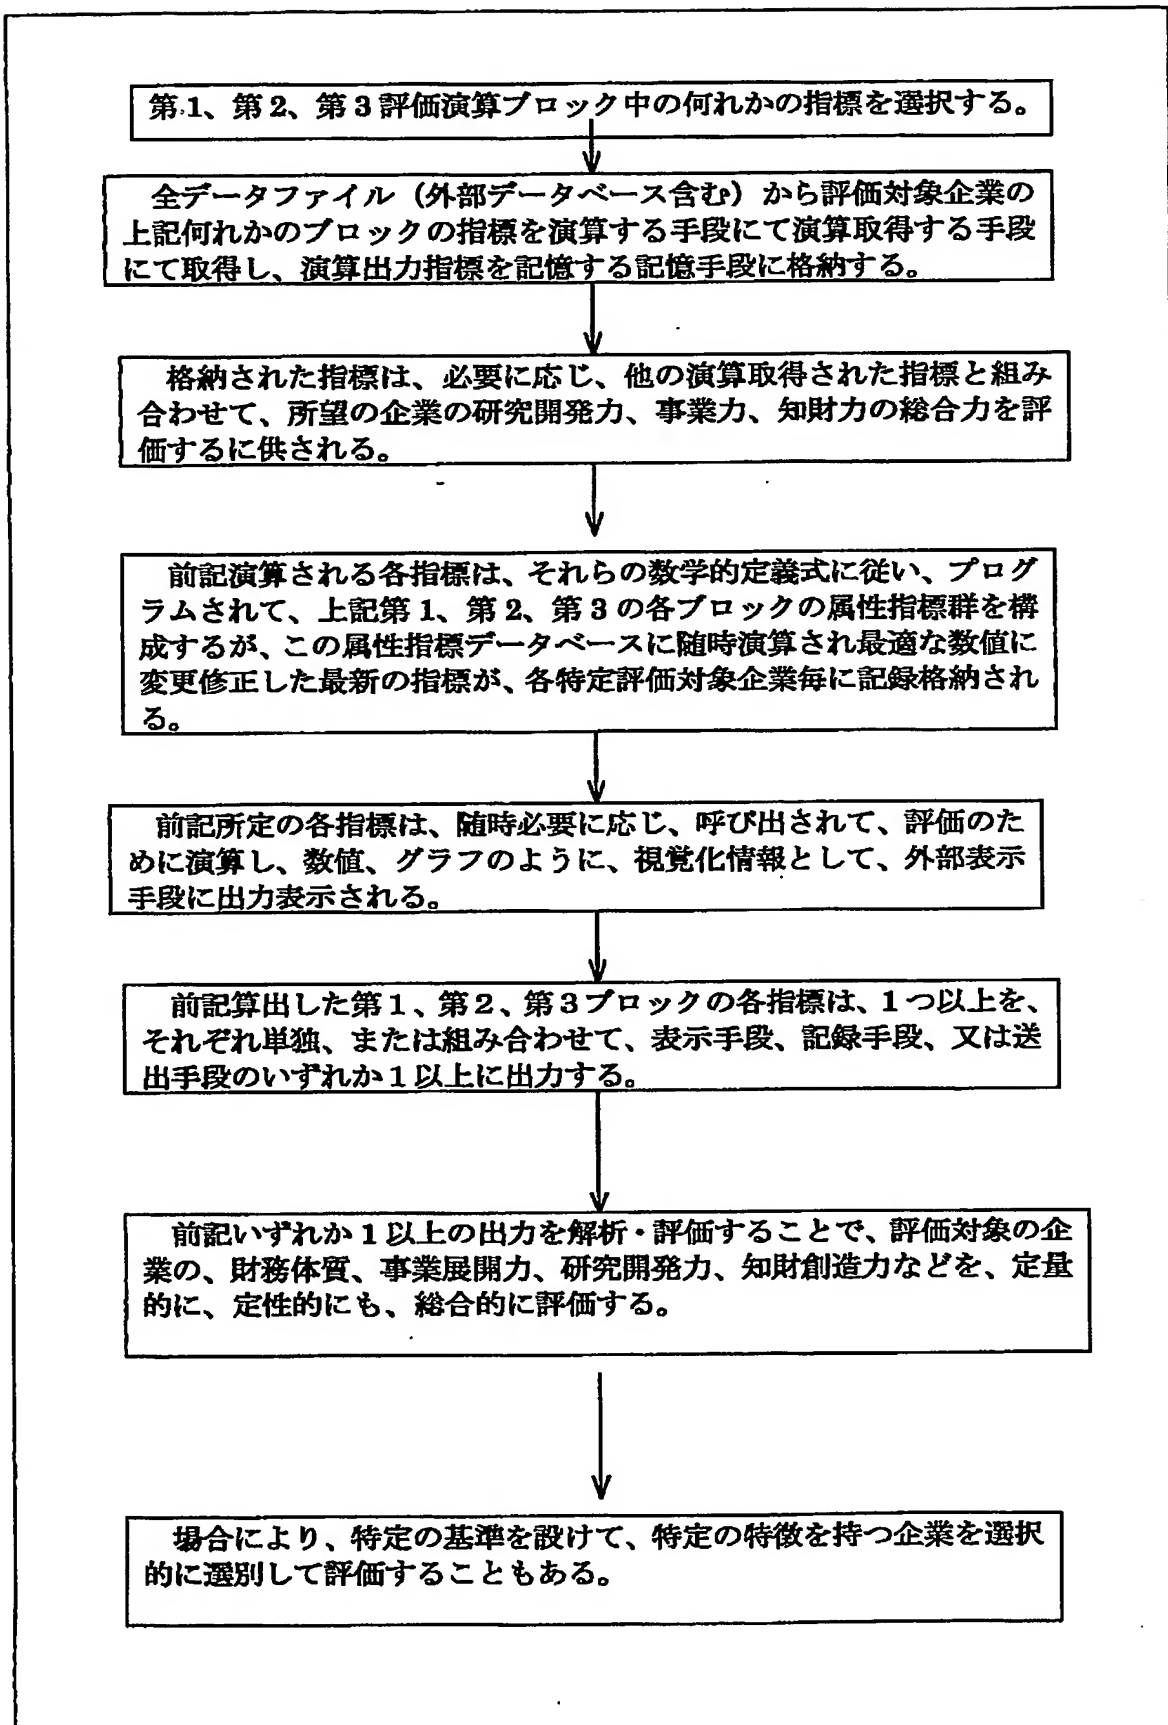 第1、第2、第3評価演算ブロック中の何れかの指標を選択する。
全データファイル（外部データベース含む）から評価対象企業の
上記何れかのブロックの指標を演算する手段にて演算取得する手段
にて取得し、演算出力指標を記憶する記憶手段に格納する。
格納された指標は、必要に応じ、他の演算取得された指標と組み
合わせて、所望の企業の研究開発力、事業力、知財力の総合力を評
価するに供される。
前記演算される各指標は、それらの数学的定義式に従い、プログ
ラムされて、上記第1、第2、第3の各ブロックの属性指標群を構
成するが、この属性指標データベースに随時演算され最適な数値に
変更修正した最新の指標が、各特定評価対象企業毎に記録格納され
る。
前記所定の各指標は、随時必要に応じ、呼び出されて、評価のた
めに演算し、数値、グラフのように、視覚化情報として、外部表示
手段に出力表示される。
前記算出した第1、第2、第3ブロックの各指標は、1つ以上を、
それぞれ単独、または組み合わせて、表示手段、記録手段、又は送
出手段のいずれか1以上に出力する。
前記いずれか1以上の出力を解析・評価することで、評価対象の企
業の、財務体質、事業展開力、研究開発力、知財創造力などを、定量
的に、定性的にも、総合的に評価する。
場合により、特定の基準を設けて、特定の特徴を持つ企業を選択
的に選別して評価することもある。